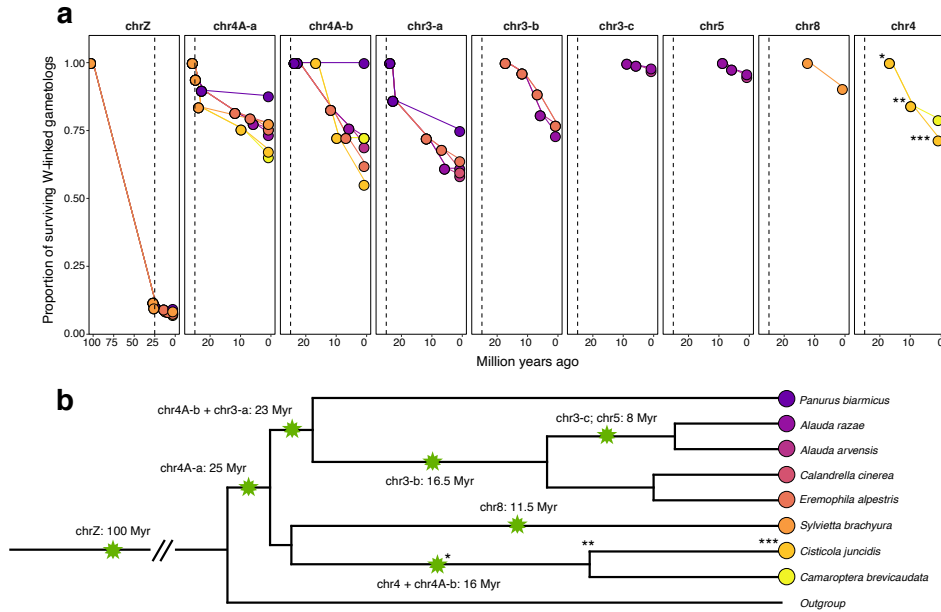 a
chrZ chr4A-a chr4A-b chr3-a chr3-b chr3-c chr5 chr8 chr4
Proportion of surviving W-linked gametologs
1.00
0.75
0.50
0.25
0.00
*
**
***
100 75 50 25 0 20 10 0 20 10 0 20 10 0 20 10 0 20 10 0 20 10 0 20 10 0 20 10 0
Million years ago
b
chr4A-b + chr3-a: 23 Myr
Panurus biarmicus
chr3-c; chr5: 8 Myr
Alauda razae
Alauda arvensis
chr4A-a: 25 Myr
chr3-b: 16.5 Myr
Calandrella cinerea
Eremophila alpestris
chr8: 11.5 Myr
Sylvietta brachyura
chrZ: 100 Myr
* ** *** Cisticola juncidis
chr4 + chr4A-b: 16 Myr
Camaroptera brevicaudata
Outgroup